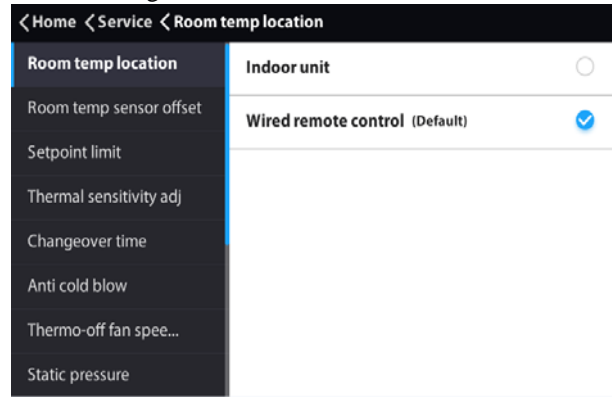 Home Service Room temp location
Room temp location
Indoor unit
Room temp sensor offset
Wired remote control (Default)
Setpoint limit
Thermal sensitivity adj
Changeover time
Anti cold blow
Thermo-off fan spee...
Static pressure